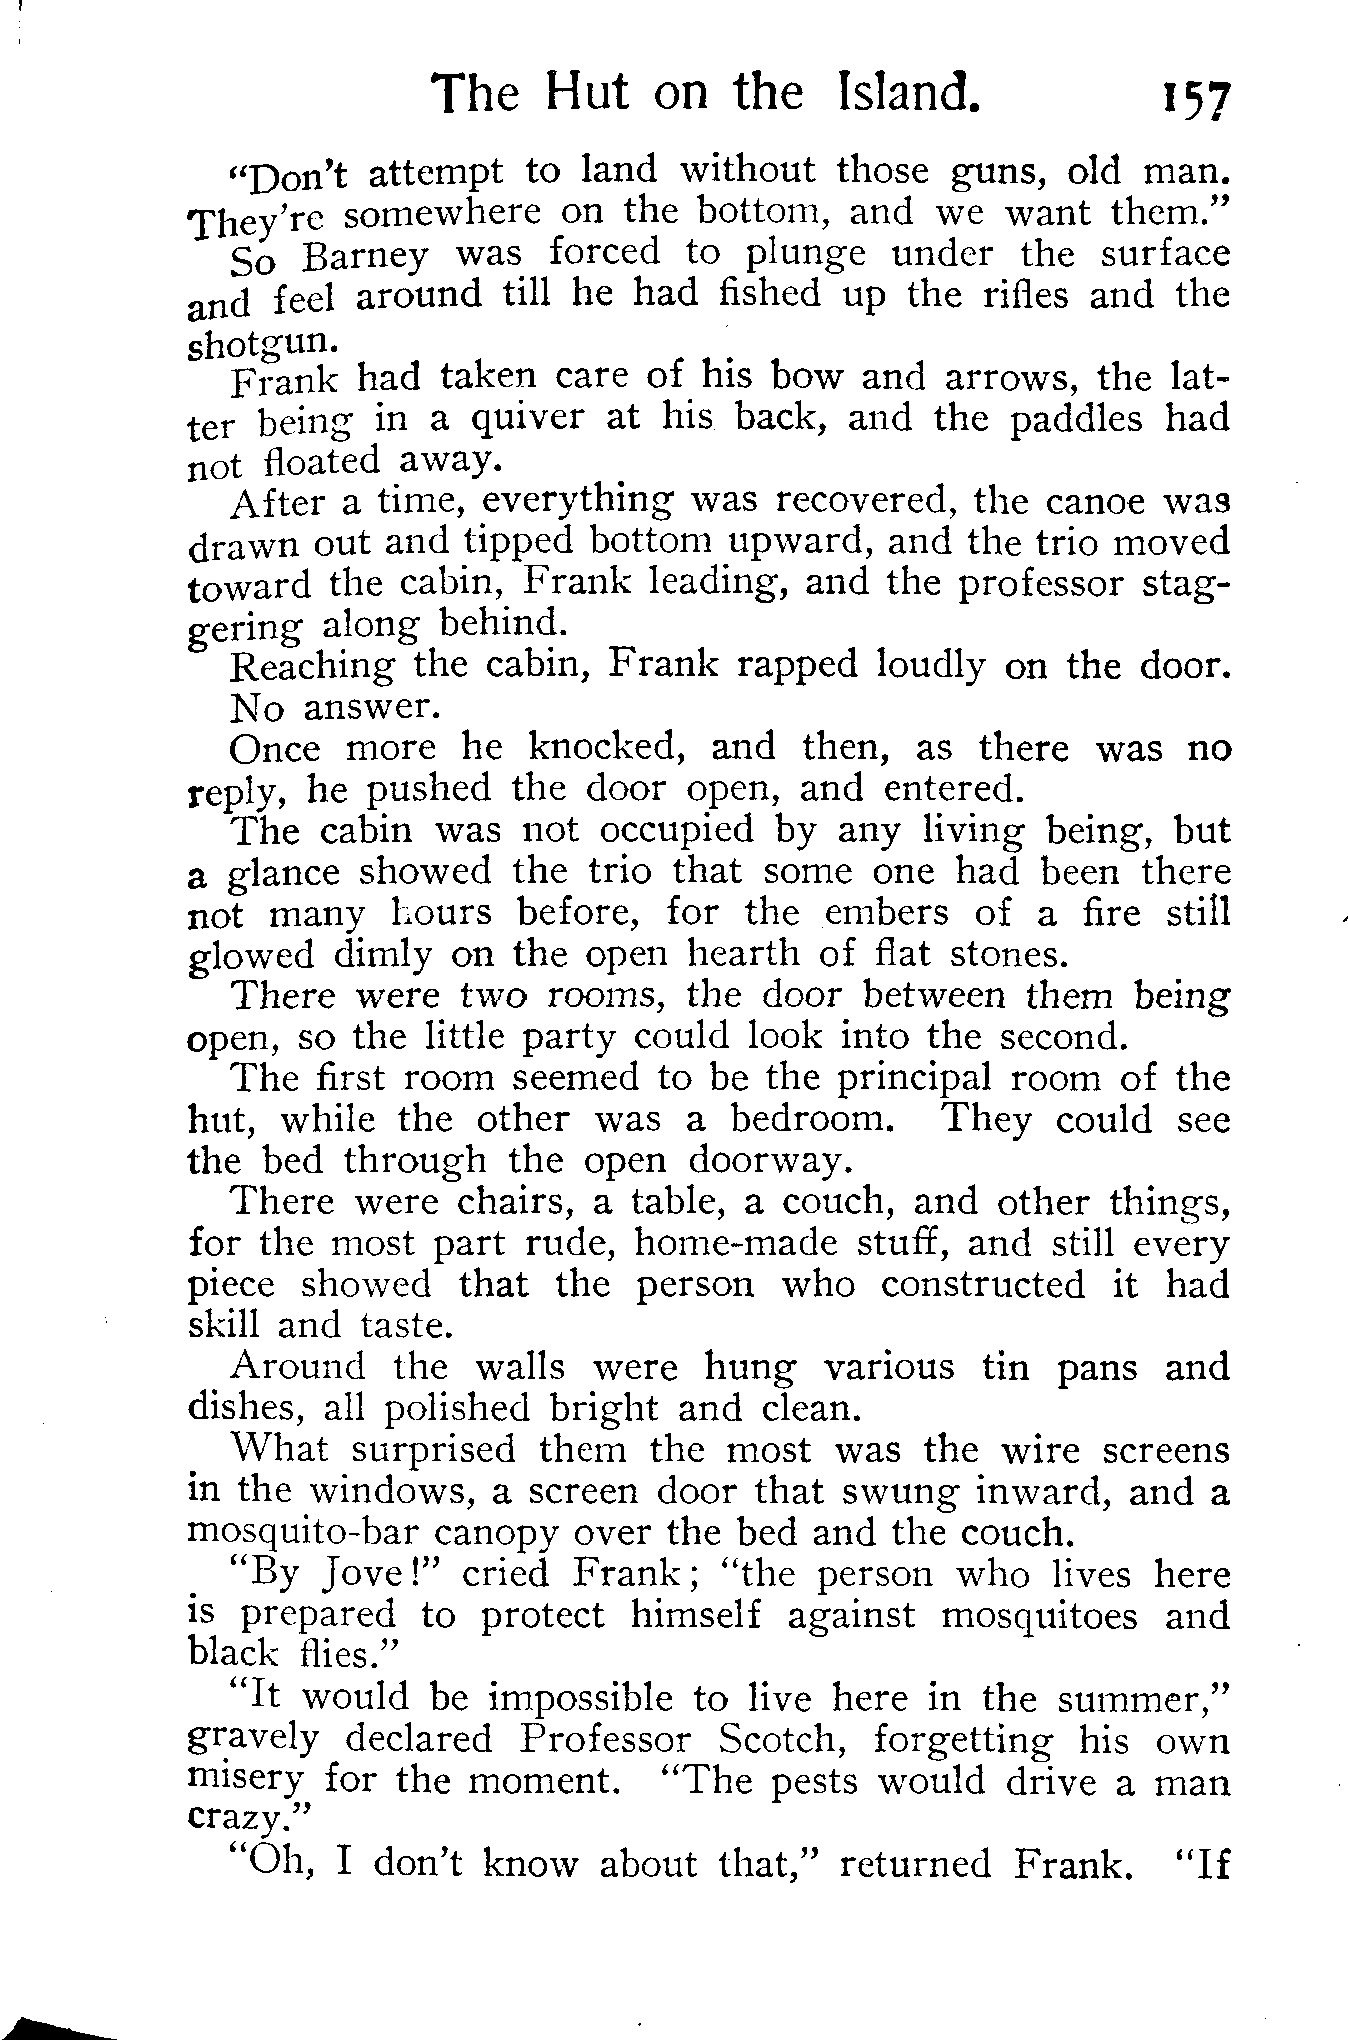 The Hut on the Island. 157
“Don't attempt to land without those guns, old man.
They're somewhere on the bottom, and we want them.”
So Barney was forced to plunge under the surface
and feel around till he had fished up the rifles and the
shotgun.
Frank had taken care of his bow and arrows, the lat-
ter being in a quiver at his back, and the paddles had
not floated away.
After a time, everything was recovered, the canoe was
drawn out and tipped bottom upward, and the trio moved
toward the cabin, Frank leading, and the professor stag-
gering along behind.
Reaching the cabin, Frank rapped loudly on the door.
No answer.
Once more he knocked, and then, as there was no
reply, he pushed the door open, and entered.
The cabin was not occupied by any living being, but
a glance showed the trio that some one had been there
not many hours before, for the embers of a fire still
glowed dimly on the open hearth of flat stones.
There were two rooms, the door between them being
open, so the little party could look into the second.
The first room seemed to be the principal room of the
hut, while the other was a bedroom. They could see
the bed through the open doorway.
There were chairs, a table, a couch, and other things,
for the most part rude, home-made stuff, and still every
piece showed that the person who constructed it had
skill and taste.
Around the walls were hung various tin pans and
dishes, all polished bright and clean.
What surprised them the most was the wire screens
in the windows, a screen door that swung inward, and a
mosquito-bar canopy over the bed and the couch.
“By Jove!” cried Frank; “the person who lives here
is prepared to protect himself against mosquitoes and
black flies.”
“It would be impossible to live here in the summer,”
gravely declared Professor Scotch, forgetting his own
misery for the moment. “The pests would drive a man
crazy.”
“Oh, I don't know about that,” returned Frank. “If